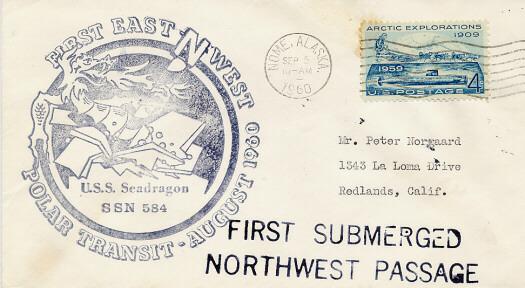 FIRST EAST N WEST
POLAR TRANSIT - AUGUST 1960
U.S.S. Seadragon
SSN 584
NOME, ALASKA
SEP 5
1960
ARCTIC EXPLORATIONS
1909
1959
4¢
U.S. POSTAGE
Mr. Peter Norgaard
1343 La Loma Drive
Redlands, Calif.
FIRST SUBMERGED
NORTHWEST PASSAGE